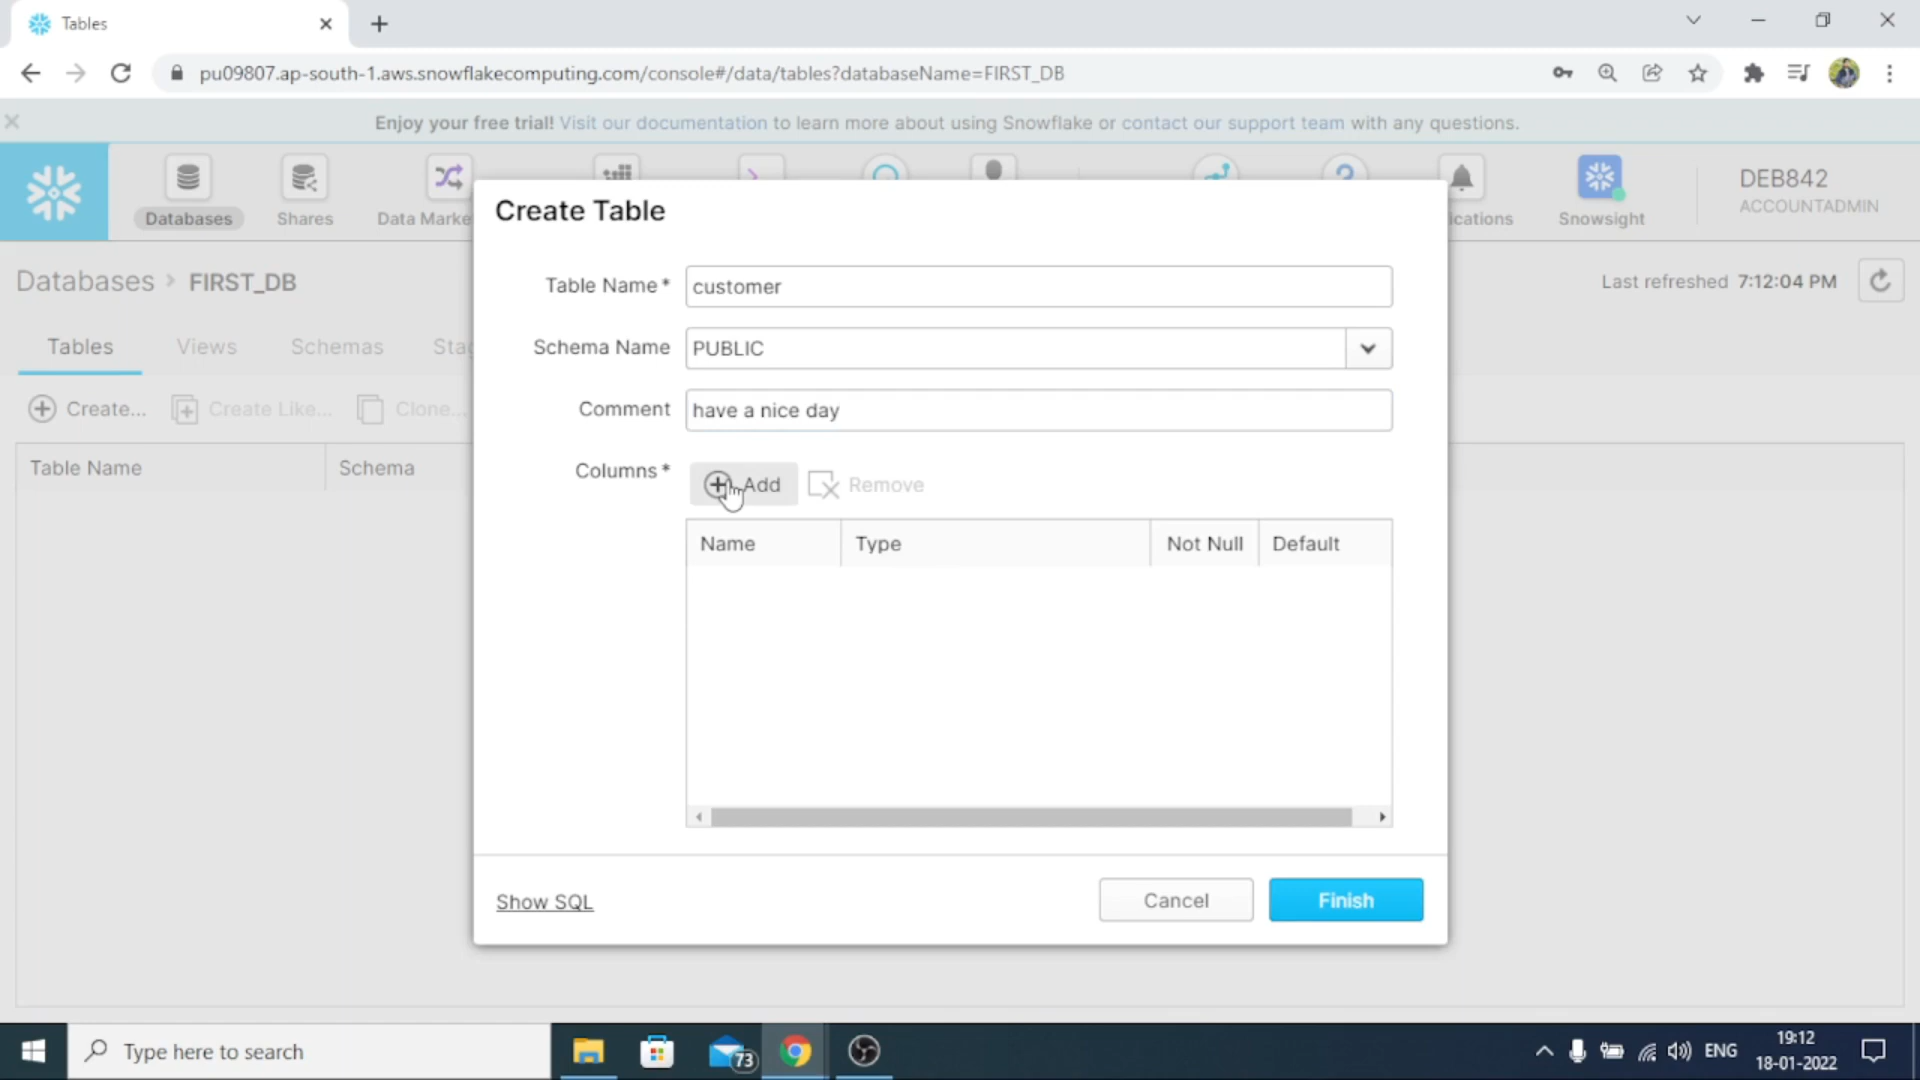 Tables
pu09807.ap-south-1.aws.snowflakecomputing.com/console#/data/tables?databaseName=FIRST_DB
Enjoy your free trial! Visit our documentation to learn more about using Snowflake or contact our support team with any questions.
Databases
Shares
Data Marke
ications
Snowsight
DEB842
ACCOUNTADMIN
Databases > FIRST_DB
Last refreshed 7:12:04 PM
Tables
Views
Schemas
Stag
Create...
Create Like...
Clone...
Table Name
Schema
Create Table
Table Name*
customer
Schema Name
PUBLIC
Comment
have a nice day
Columns*
Add
Remove
Name
Type
Not Null
Default
Show SQL
Cancel
Finish
Type here to search
73
ENG
19:12
18-01-2022